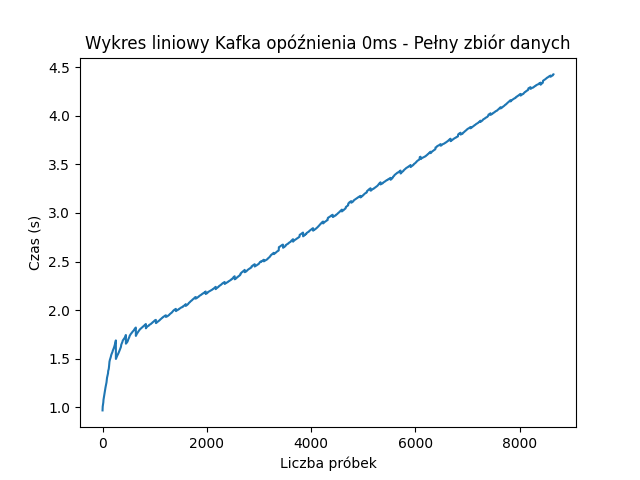 Wykres liniowy Kafka opóźnienia 0ms - Pełny zbiór danych
4.5
4.0
3.5
3.0
2.5
2.0
1.5
1.0
Czas (s)
0 2000 4000 6000 8000
Liczba próbek